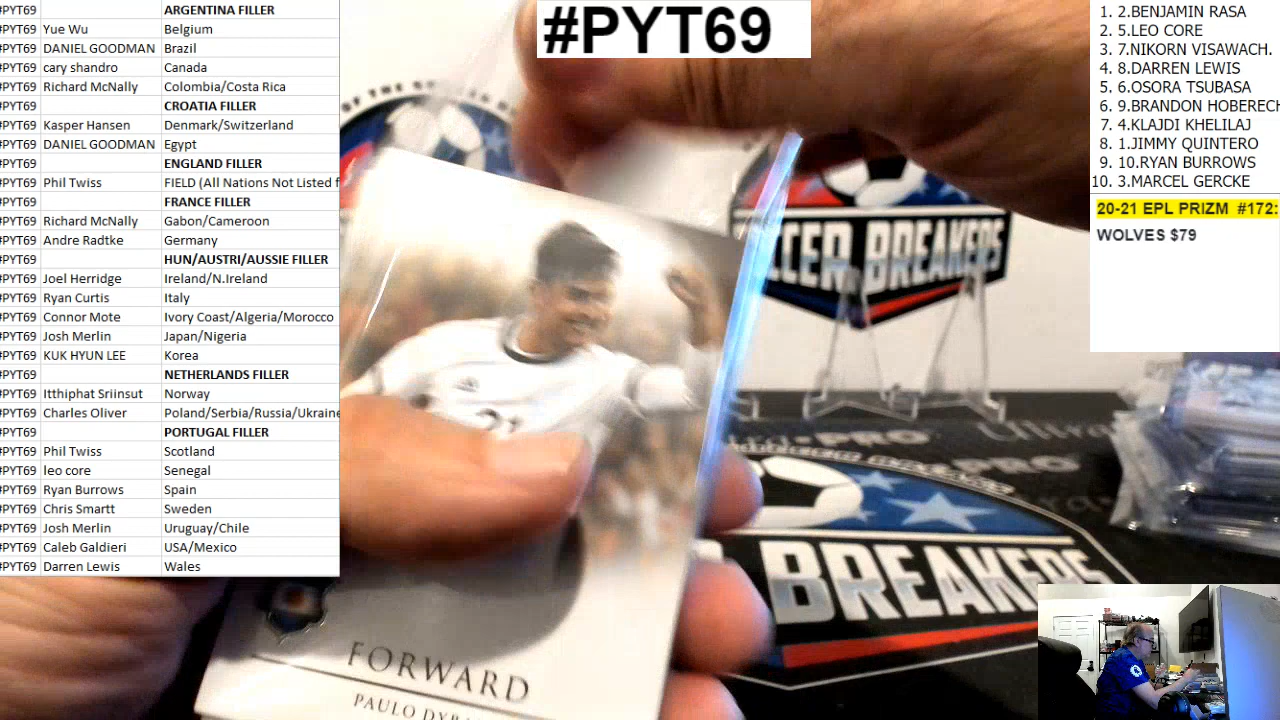 #PYT69 ARGENTINA FILLER
#PYT69 Yue Wu Belgium
#PYT69 DANIEL GOODMAN Brazil
#PYT69 cary shandro Canada
#PYT69 Richard McNally Colombia/Costa Rica
#PYT69 CROATIA FILLER
#PYT69 Kasper Hansen Denmark/Switzerland
#PYT69 DANIEL GOODMAN Egypt
#PYT69 ENGLAND FILLER
#PYT69 Phil Twiss FIELD (All Nations Not Listed f
#PYT69 FRANCE FILLER
#PYT69 Richard McNally Gabon/Cameroon
#PYT69 Andre Radtke Germany
#PYT69 HUN/AUSTRI/AUSSIE FILLER
#PYT69 Joel Herridge Ireland/N.Ireland
#PYT69 Ryan Curtis Italy
#PYT69 Connor Mote Ivory Coast/Algeria/Morocco
#PYT69 Josh Merlin Japan/Nigeria
#PYT69 KUK HYUN LEE Korea
#PYT69 NETHERLANDS FILLER
#PYT69 Itthiphat Sriinsut Norway
#PYT69 Charles Oliver Poland/Serbia/Russia/Ukraine
#PYT69 PORTUGAL FILLER
#PYT69 Phil Twiss Scotland
#PYT69 leo core Senegal
#PYT69 Ryan Burrows Spain
#PYT69 Chris Smartt Sweden
#PYT69 Josh Merlin Uruguay/Chile
#PYT69 Caleb Galdieri USA/Mexico
#PYT69 Darren Lewis Wales
#PYT69
1. 2.BENJAMIN RASA
2. 5.LEO CORE
3. 7.NIKORN VISAWACH.
4. 8.DARREN LEWIS
5. 6.OSORA TSUBASA
6. 9.BRANDON HOBERECH
7. 4.KLAJDI KHELILAJ
8. 1.JIMMY QUINTERO
9. 10.RYAN BURROWS
10. 3.MARCEL GERCKE
20-21 EPL PRIZM #172:
WOLVES $79
CCER BREAKERS
BREAKERS
21
FORWARD
PAULO DYBA